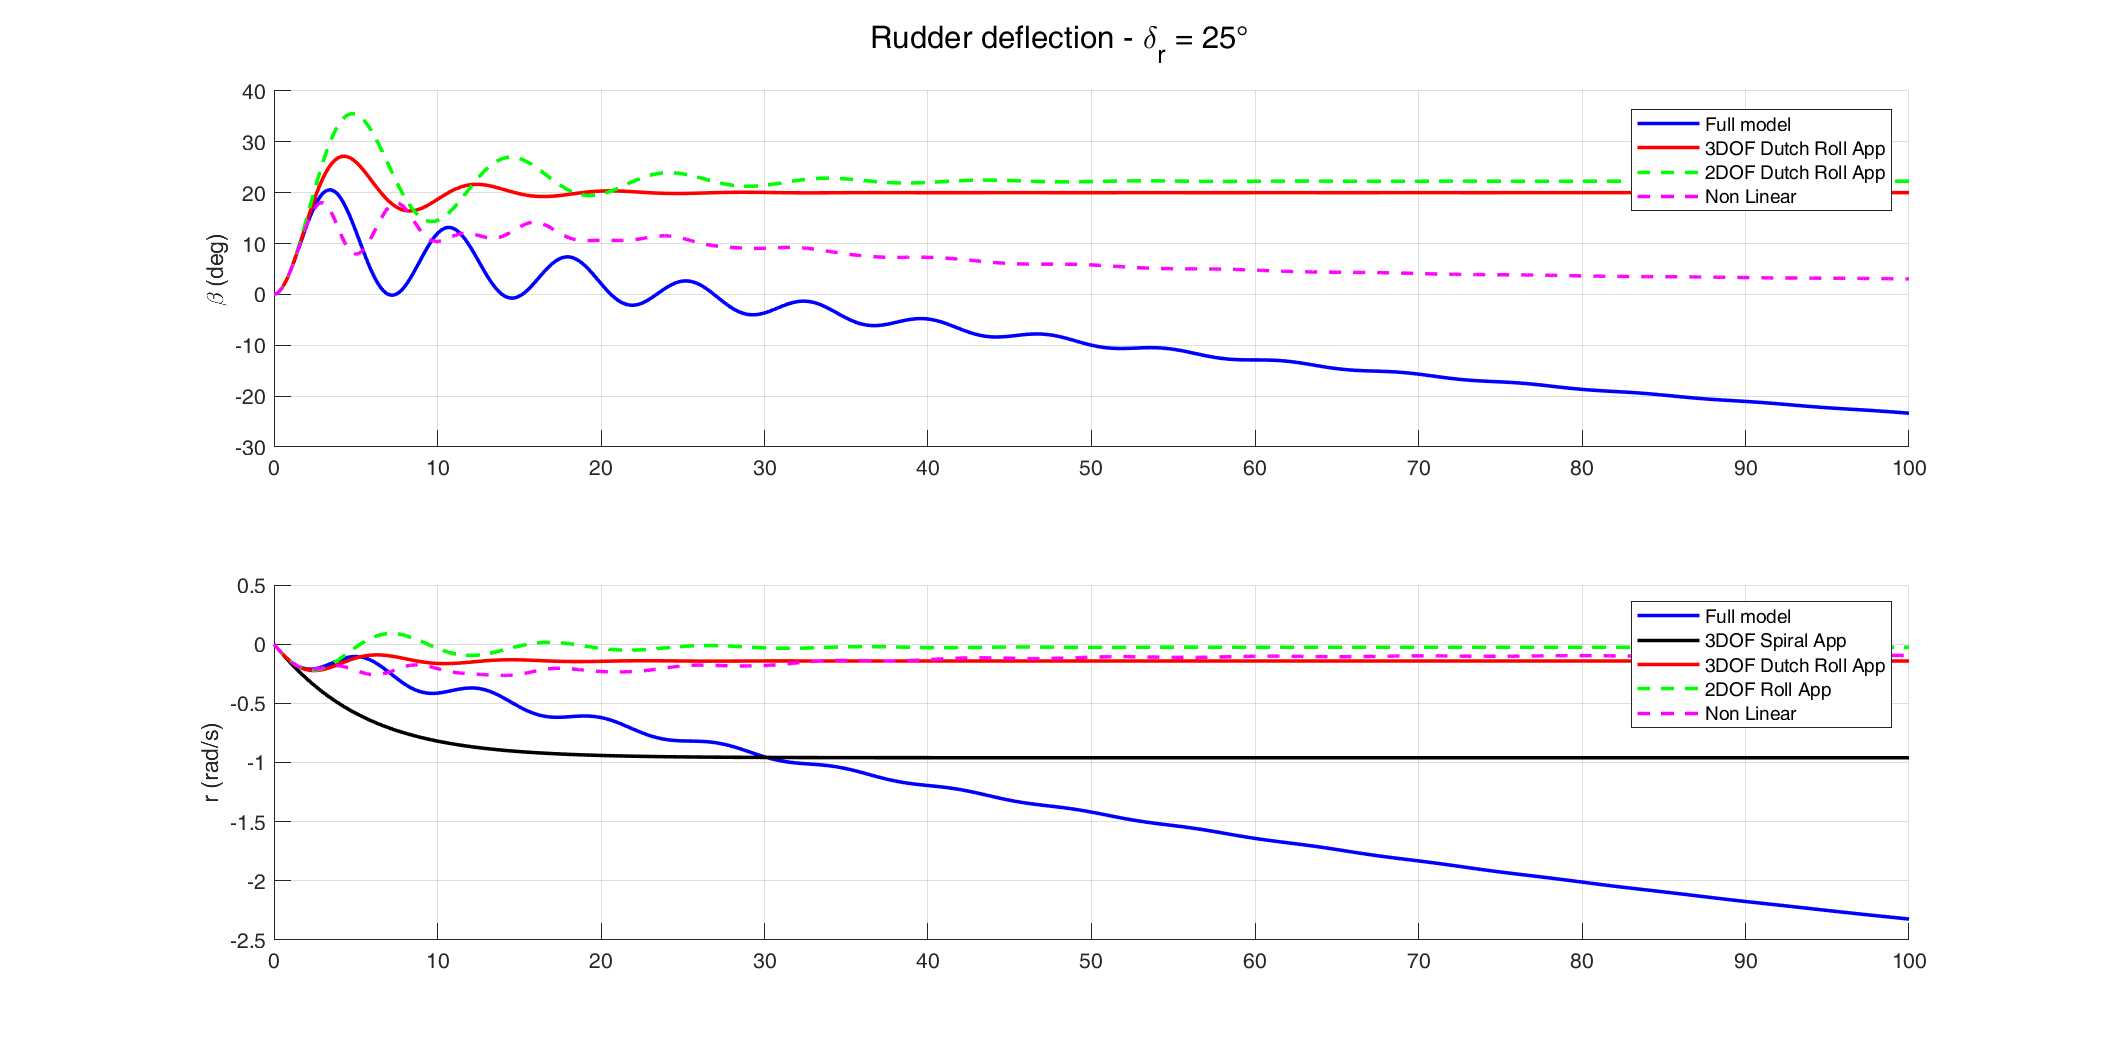 Rudder deflection - δr = 25°
40
30
20
10
0
-10
-20
-30
β (deg)
0 10 20 30 40 50 60 70 80 90 100
Full model
3DOF Dutch Roll App
2DOF Dutch Roll App
Non Linear
0.5
0
-0.5
-1
-1.5
-2
-2.5
r (rad/s)
0 10 20 30 40 50 60 70 80 90 100
Full model
3DOF Spiral App
3DOF Dutch Roll App
2DOF Roll App
Non Linear